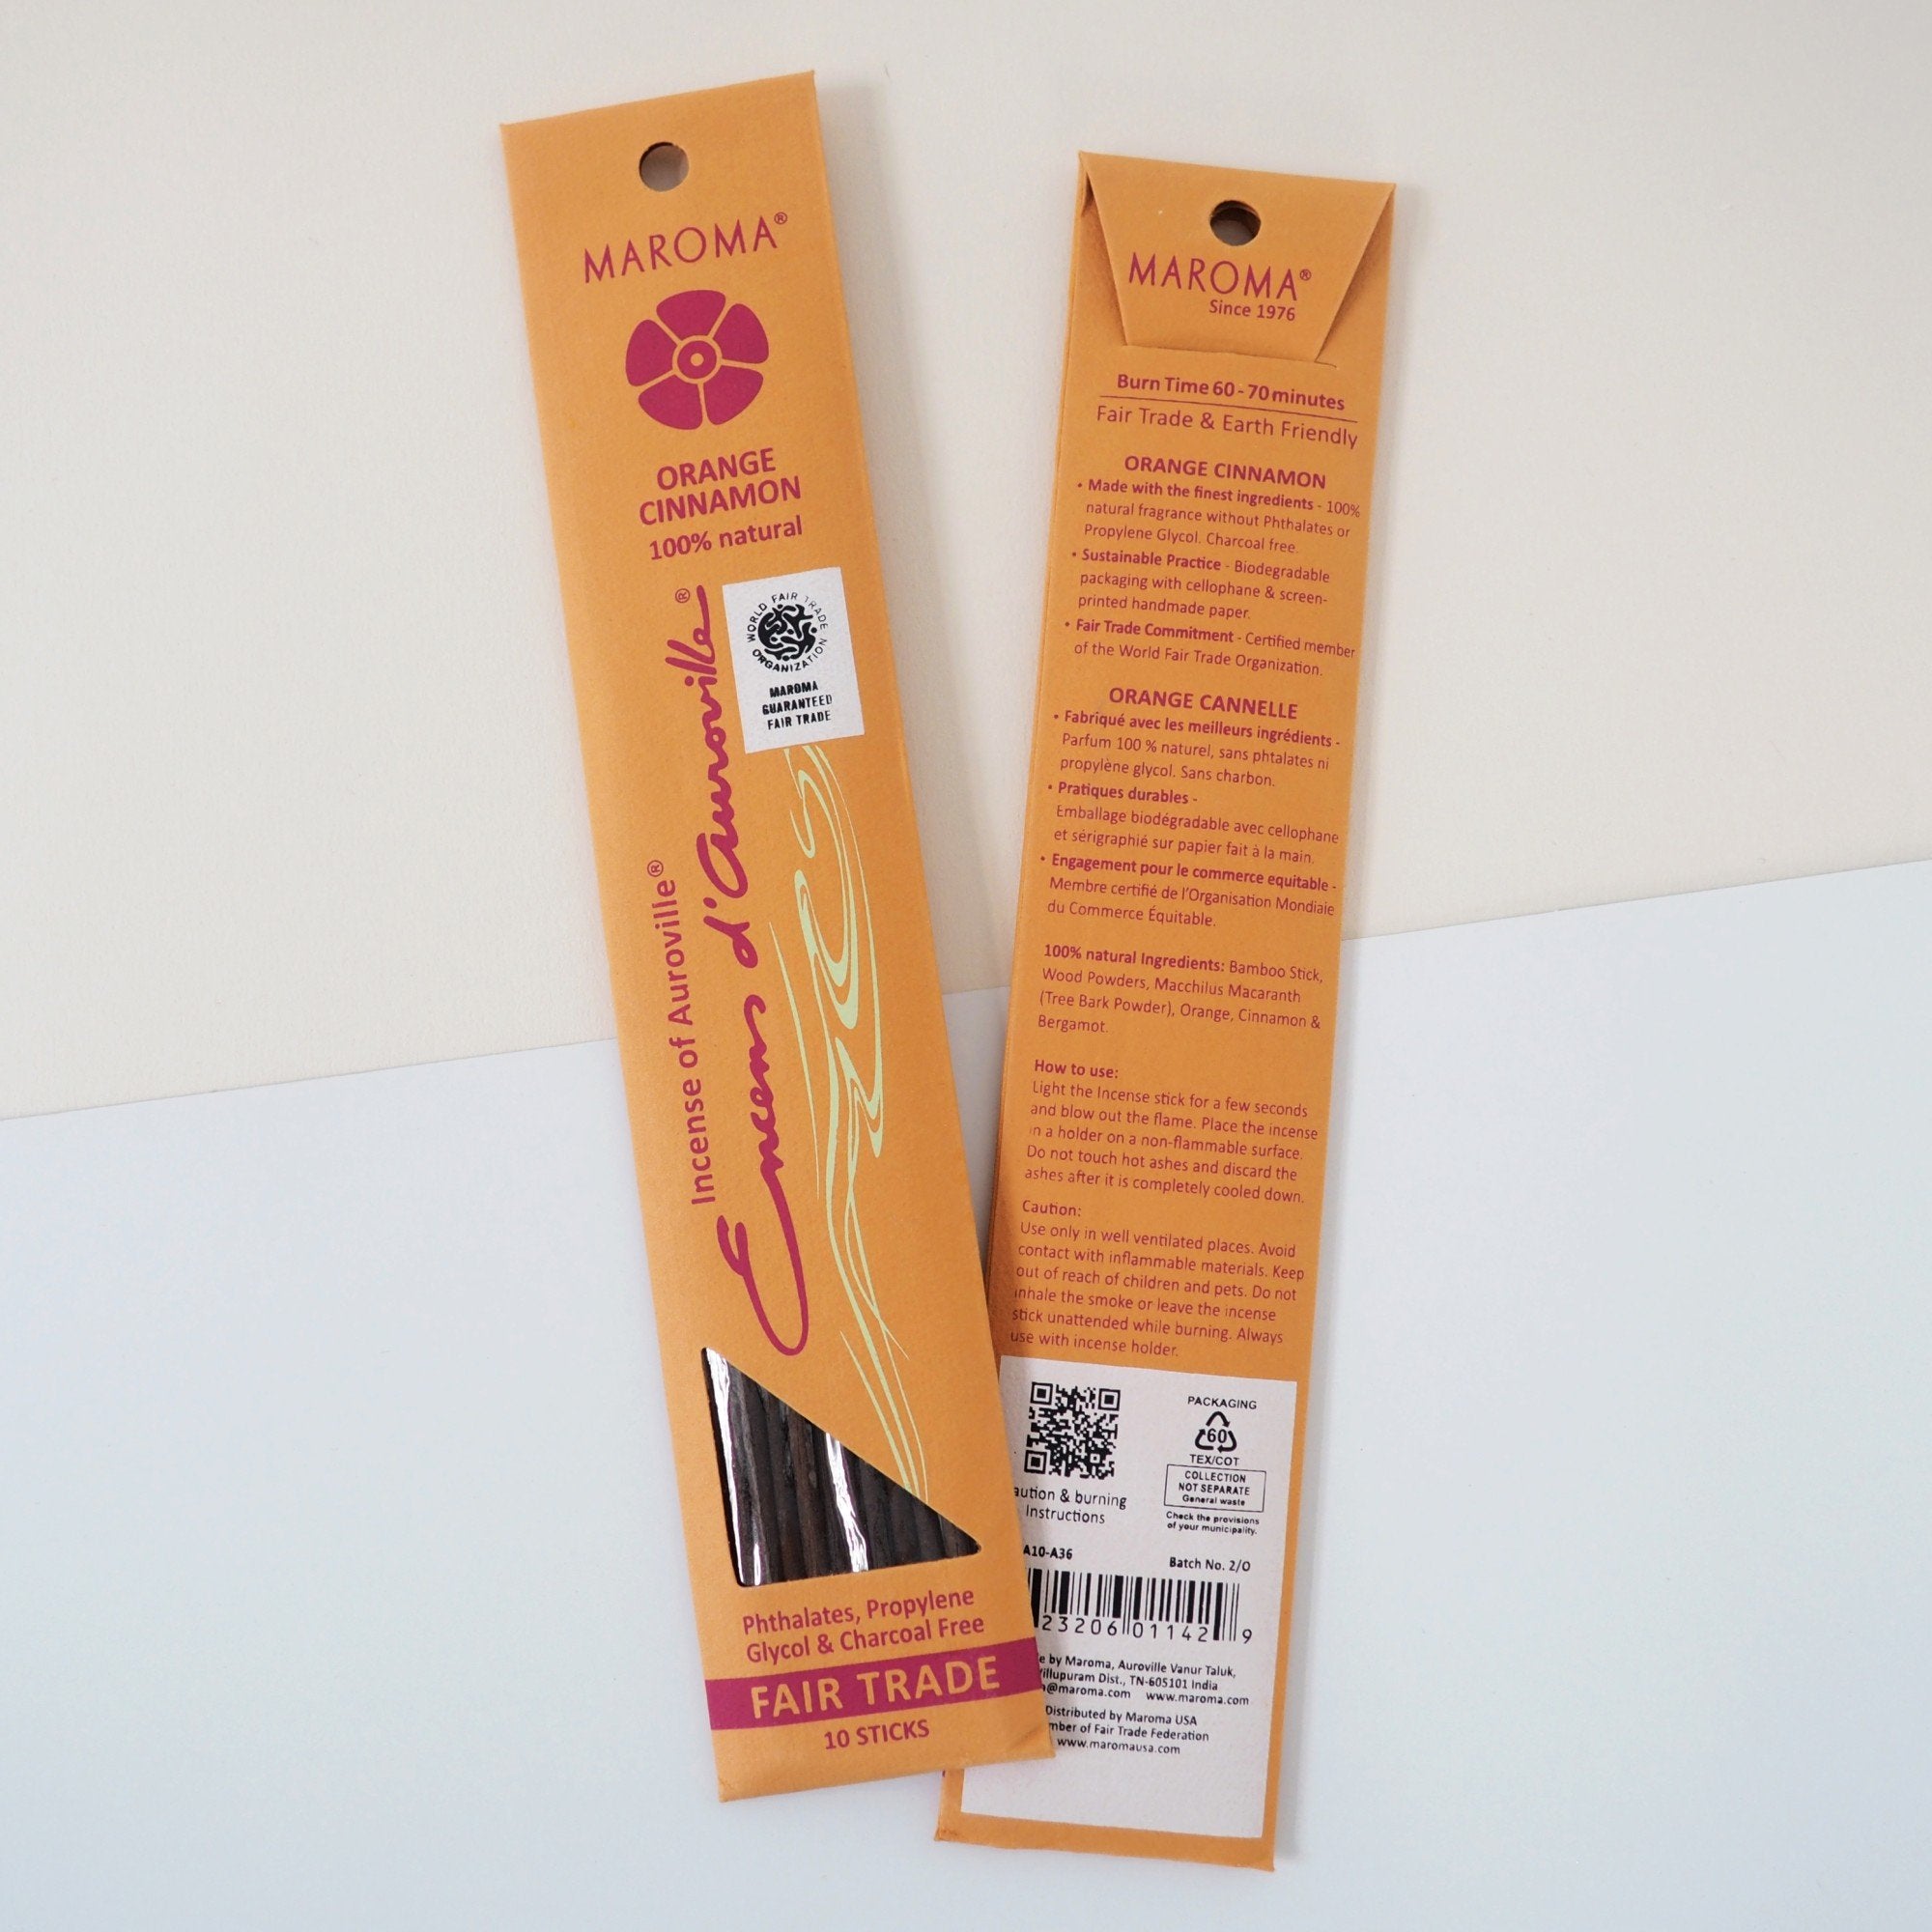 MAROMA®
ORANGE
CINNAMON
100% natural
WORLD FAIR TRADE ORGANIZATION
MAROMA
GUARANTEED
FAIR TRADE
Incense of Auroville®
Encens d'Auroville®
Phthalates, Propylene
Glycol & Charcoal Free
FAIR TRADE
10 STICKS
MAROMA®
Since 1976
Burn Time 60 - 70 minutes
Fair Trade & Earth Friendly
ORANGE CINNAMON
• Made with the finest ingredients - 100%
natural fragrance without Phthalates or
Propylene Glycol. Charcoal free.
• Sustainable Practice - Biodegradable
packaging with cellophane & screen-
printed handmade paper.
• Fair Trade Commitment - Certified member
of the World Fair Trade Organization.
ORANGE CANNELLE
• Fabriqué avec les meilleurs ingrédients -
Parfum 100 % naturel, sans phtalates ni
propylène glycol. Sans charbon.
• Pratiques durables -
Emballage biodégradable avec cellophane
et sérigraphié sur papier fait à la main.
• Engagement pour le commerce equitable -
Membre certifié de l'Organisation Mondiale
du Commerce Équitable.
100% natural Ingredients: Bamboo Stick,
Wood Powders, Macchilus Macaranth
(Tree Bark Powder), Orange, Cinnamon &
Bergamot.
How to use:
Light the Incense stick for a few seconds
and blow out the flame. Place the incense
in a holder on a non-flammable surface.
Do not touch hot ashes and discard the
ashes after it is completely cooled down.
Caution:
Use only in well ventilated places. Avoid
contact with inflammable materials. Keep
out of reach of children and pets. Do not
inhale the smoke or leave the incense
stick unattended while burning. Always
use with incense holder.
PACKAGING
60
TEX/COT
COLLECTION
NOT SEPARATE
General waste
Check the provisions
of your municipality.
aution & burning
Instructions
A10-A36
Batch No. 2/O
23206 01142 9
e by Maroma, Auroville Vanur Taluk,
illupuram Dist., TN-605101 India
@maroma.com www.maroma.com
Distributed by Maroma USA
mber of Fair Trade Federation
www.maromausa.com